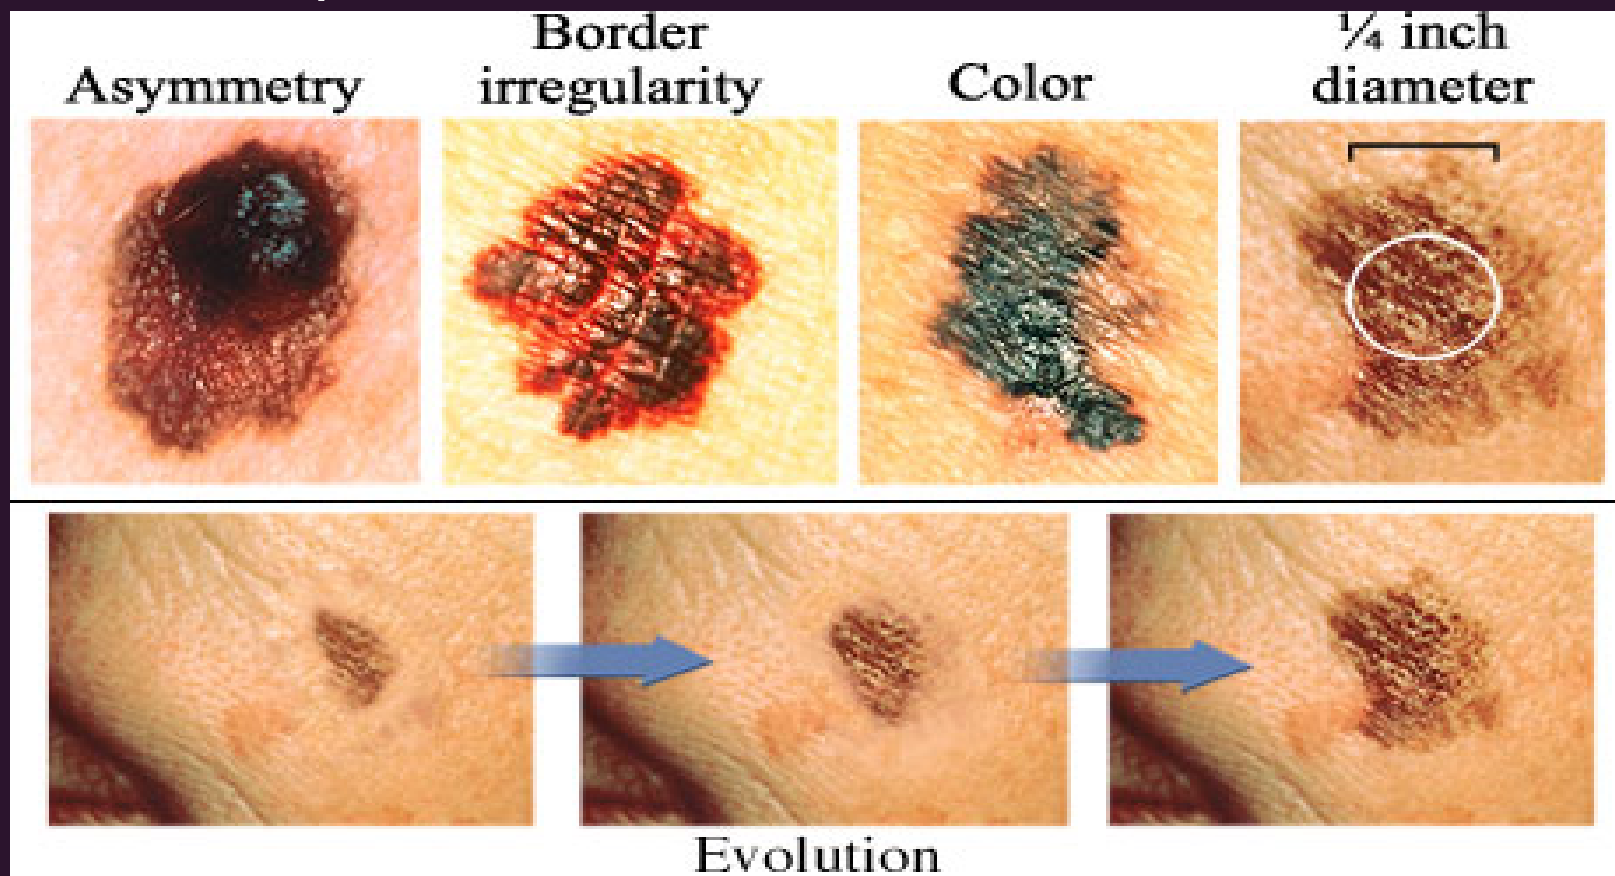 Asymmetry
Border
irregularity
Color
¼ inch
diameter
Evolution